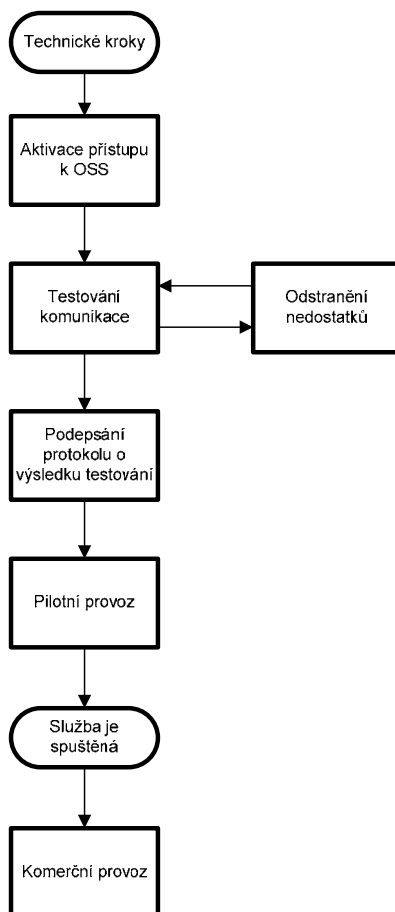 Technické kroky
Aktivace přístupu
k OSS
Testování
komunikace
Odstranění
nedostatků
Podepsání
protokolu o
výsledku testování
Pilotní provoz
Služba je
spuštěná
Komerční provoz